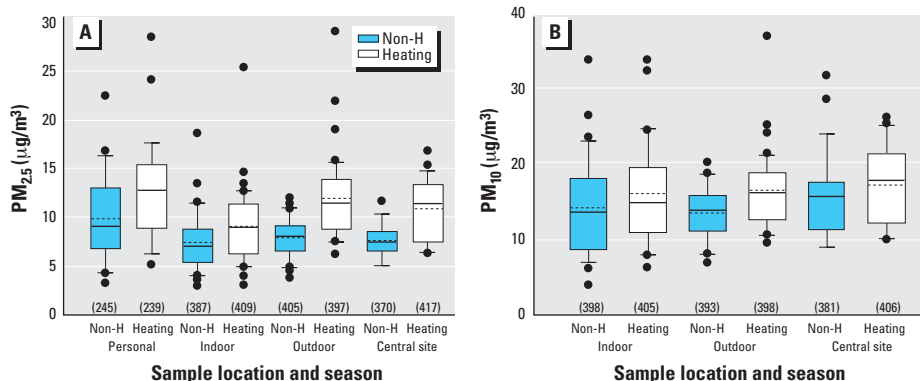 A
Non-H
Heating
30
25
20
15
10
5
0
PM2.5 (μg/m3)
(245) (239) (387) (409) (405) (397) (370) (417)
Non-H Heating Non-H Heating Non-H Heating Non-H Heating
Personal Indoor Outdoor Central site
Sample location and season
B
40
30
20
10
0
PM10 (μg/m3)
(398) (405) (393) (398) (381) (406)
Non-H Heating Non-H Heating Non-H Heating
Indoor Outdoor Central site
Sample location and season